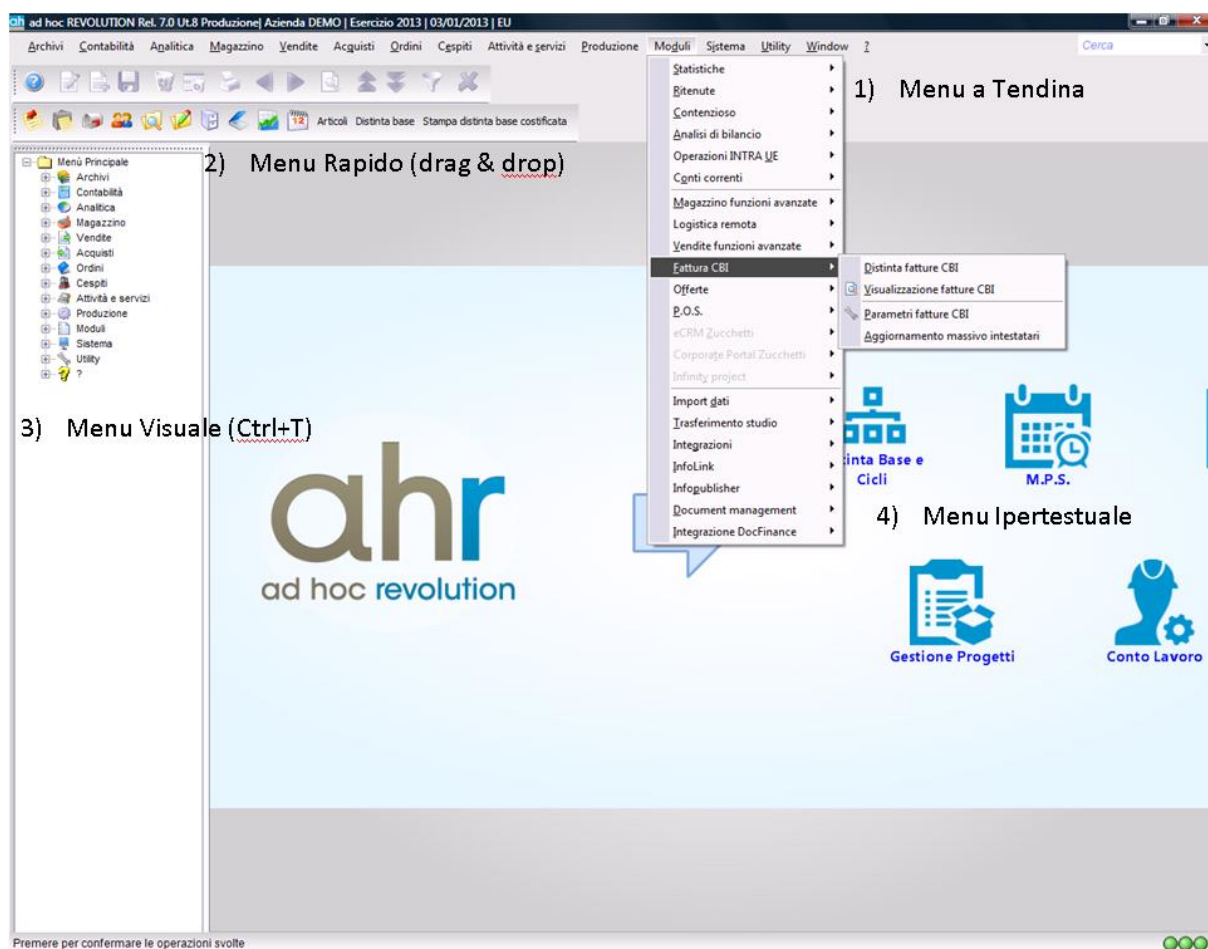 ad hoc REVOLUTION Rel. 7.0 Ut.8 Produzione| Azienda DEMO | Esercizio 2013 | 03/01/2013 | EU
Archivi Contabilità Analitica Magazzino Vendite Acquisti Ordini Cespiti Attività e servizi Produzione Moduli Sistema Utility Window ?
Cerca
Articoli Distinta base Stampa distinta base costificata
1) Menu a Tendina
2) Menu Rapido (drag & drop)
Menù Principale
Archivi
Contabilità
Analitica
Magazzino
Vendite
Acquisti
Ordini
Cespiti
Attività e servizi
Produzione
Moduli
Sistema
Utility
?
3) Menu Visuale (Ctrl+T)
Statistiche
Ritenute
Contenzioso
Analisi di bilancio
Operazioni INTRA UE
Conti correnti
Magazzino funzioni avanzate
Logistica remota
Vendite funzioni avanzate
Fattura CBI
Offerte
P.O.S.
eCRM Zucchetti
Corporate Portal Zucchetti
Infinity project
Import dati
Trasferimento studio
Integrazioni
InfoLink
Infopublisher
Document management
Integrazione DocFinance
Distinta fatture CBI
Visualizzazione fatture CBI
Parametri fatture CBI
Aggiornamento massivo intestatari
inta Base e
Cicli
M.P.S.
4) Menu Ipertestuale
ahr
ad hoc revolution
Gestione Progetti
Conto Lavoro
Premere per confermare le operazioni svolte